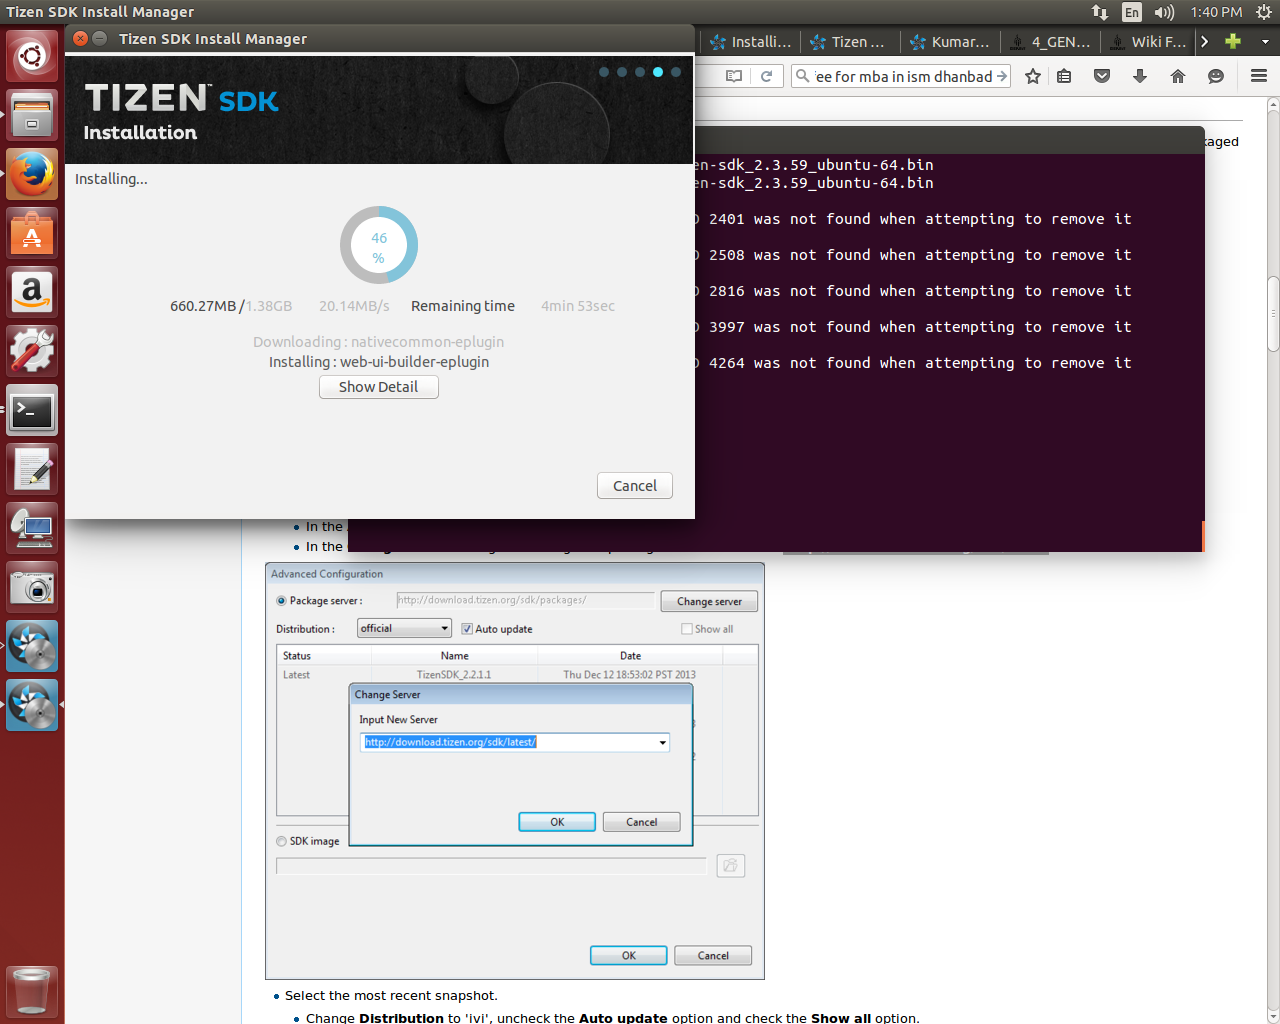 Tizen SDK Install Manager
En
1:40 PM
Tizen SDK Install Manager
Installi...
Tizen ...
Kumar...
4_GEN...
Wiki F...
TIZEN™ SDK
Installation
ee for mba in ism dhanbad
kaged
Installing...
46
%
660.27MB / 1.38GB 20.14MB/s Remaining time 4min 53sec
Downloading : nativecommon-eplugin
Installing : web-ui-builder-eplugin
Show Detail
Cancel
en-sdk_2.3.59_ubuntu-64.bin
en-sdk_2.3.59_ubuntu-64.bin
2401 was not found when attempting to remove it
2508 was not found when attempting to remove it
2816 was not found when attempting to remove it
3997 was not found when attempting to remove it
4264 was not found when attempting to remove it
In the
In the
Advanced Configuration
Package server : http://download.tizen.org/sdk/packages/ Change server
Distribution : official Auto update Show all
Status Name Date
Latest TizenSDK_2.2.1.1 Thu Dec 12 18:53:02 PST 2013
Change Server
Input New Server
http://download.tizen.org/sdk/latest/
OK Cancel
SDK image
OK Cancel
Select the most recent snapshot.
Change Distribution to 'ivi', uncheck the Auto update option and check the Show all option.